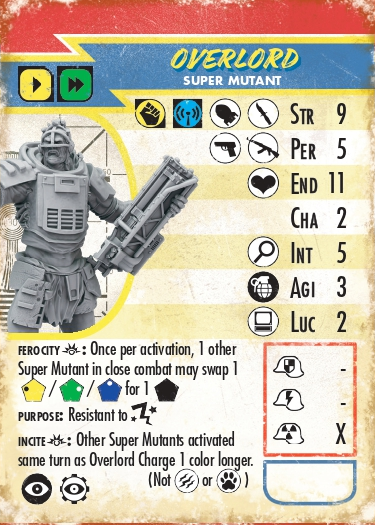 OVERLORD
SUPER MUTANT
STR 9
PER 5
END 11
CHA 2
INT 5
AGI 3
LUC 2
FEROCITY : Once per activation, 1 other
Super Mutant in close combat may swap 1
/ / for 1
PURPOSE: Resistant to
INCITE : Other Super Mutants activated
same turn as Overlord Charge 1 color longer.
(Not or )
-
-
X